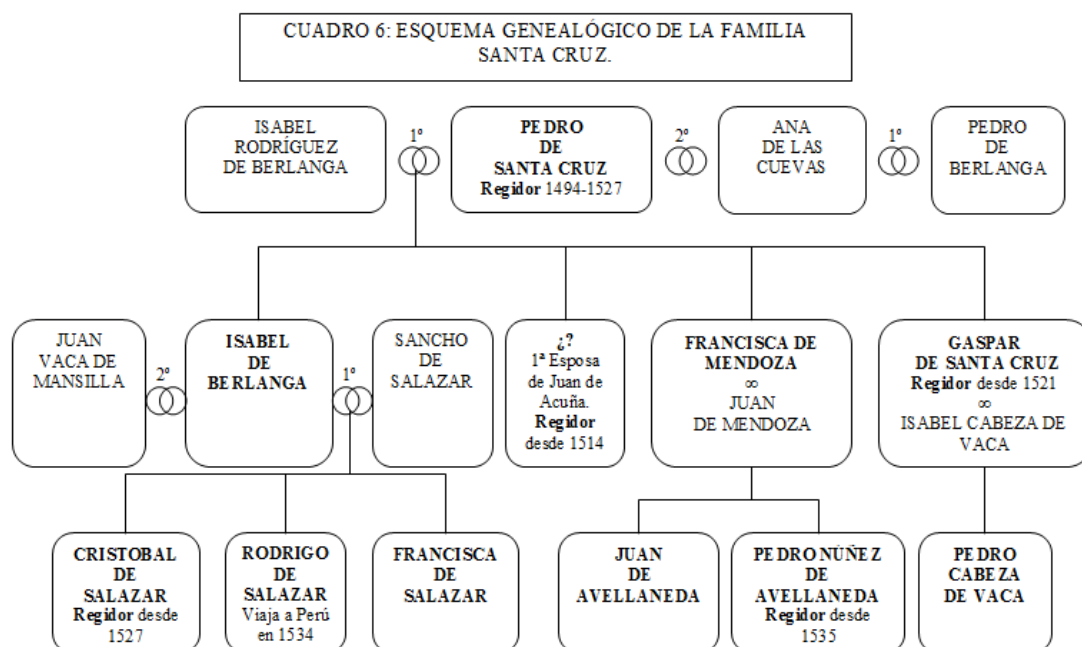 CUADRO 6: ESQUEMA GENEALÓGICO DE LA FAMILIA
SANTA CRUZ.
ISABEL
RODRÍGUEZ
DE BERLANGA
1º
PEDRO
DE
SANTA CRUZ
Regidor 1494-1527
2º
ANA
DE LAS
CUEVAS
1º
PEDRO
DE
BERLANGA
JUAN
VACA DE
MANSILLA
2º
ISABEL
DE
BERLANGA
1º
SANCHO
DE
SALAZAR
¿?
1ª Esposa
de Juan de
Acuña.
Regidor
desde 1514
FRANCISCA DE
MENDOZA
∞
JUAN
DE MENDOZA
GASPAR
DE SANTA CRUZ
Regidor desde 1521
∞
ISABEL CABEZA DE
VACA
CRISTOBAL
DE
SALAZAR
Regidor desde
1527
RODRIGO
DE
SALAZAR
Viaja a Perú
en 1534
FRANCISCA
DE
SALAZAR
JUAN
DE
AVELLANEDA
PEDRO NÚÑEZ
DE
AVELLANEDA
Regidor desde
1535
PEDRO
CABEZA
DE VACA